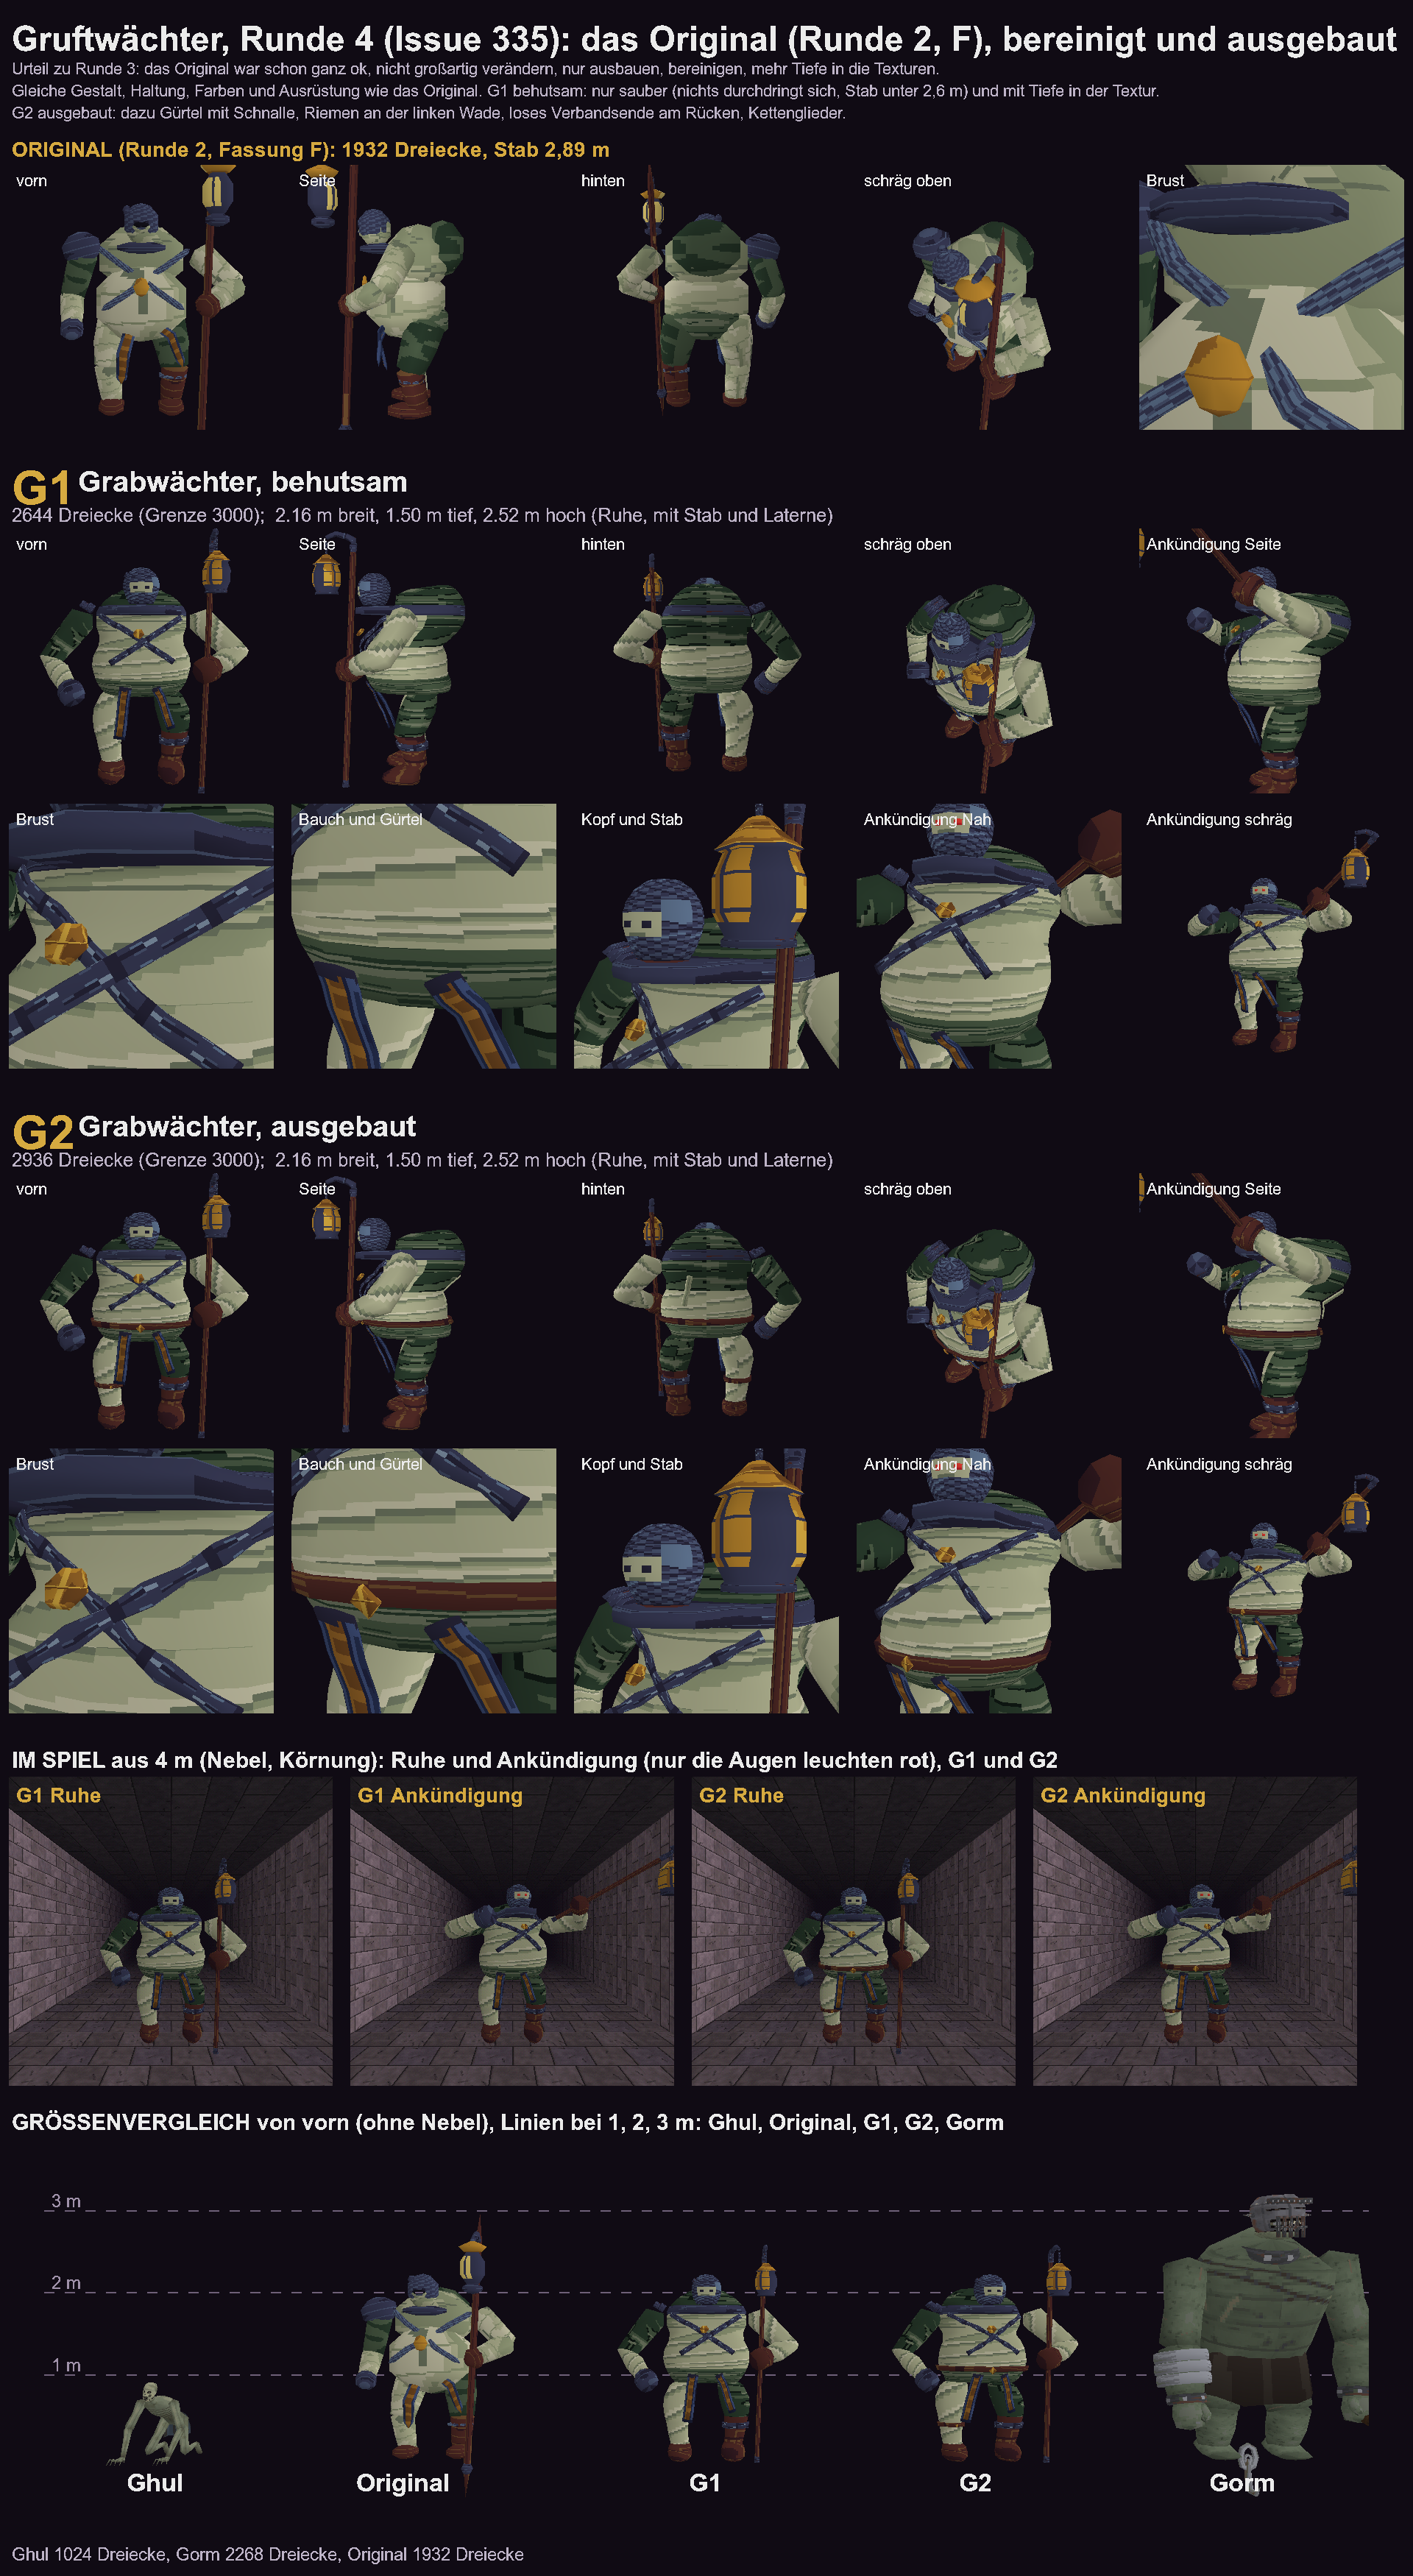 Gruftwächter, Runde 4 (Issue 335): das Original (Runde 2, F), bereinigt und ausgebaut
Urteil zu Runde 3: das Original war schon ganz ok, nicht großartig verändern, nur ausbauen, bereinigen, mehr Tiefe in die Texturen.
Gleiche Gestalt, Haltung, Farben und Ausrüstung wie das Original. G1 behutsam: nur sauber (nichts durchdringt sich, Stab unter 2,6 m) und mit Tiefe in der Textur.
G2 ausgebaut: dazu Gürtel mit Schnalle, Riemen an der linken Wade, loses Verbandsende am Rücken, Kettenglieder.
ORIGINAL (Runde 2, Fassung F): 1932 Dreiecke, Stab 2,89 m
vorn
Seite
hinten
schräg oben
Brust
G1 Grabwächter, behutsam
2644 Dreiecke (Grenze 3000); 2.16 m breit, 1.50 m tief, 2.52 m hoch (Ruhe, mit Stab und Laterne)
vorn
Seite
hinten
schräg oben
Ankündigung Seite
Brust
Bauch und Gürtel
Kopf und Stab
Ankündigung Nah
Ankündigung schräg
G2 Grabwächter, ausgebaut
2936 Dreiecke (Grenze 3000); 2.16 m breit, 1.50 m tief, 2.52 m hoch (Ruhe, mit Stab und Laterne)
vorn
Seite
hinten
schräg oben
Ankündigung Seite
Brust
Bauch und Gürtel
Kopf und Stab
Ankündigung Nah
Ankündigung schräg
IM SPIEL aus 4 m (Nebel, Körnung): Ruhe und Ankündigung (nur die Augen leuchten rot), G1 und G2
G1 Ruhe
G1 Ankündigung
G2 Ruhe
G2 Ankündigung
GRÖSSENVERGLEICH von vorn (ohne Nebel), Linien bei 1, 2, 3 m: Ghul, Original, G1, G2, Gorm
3 m
2 m
1 m
Ghul
Original
G1
G2
Gorm
Ghul 1024 Dreiecke, Gorm 2268 Dreiecke, Original 1932 Dreiecke